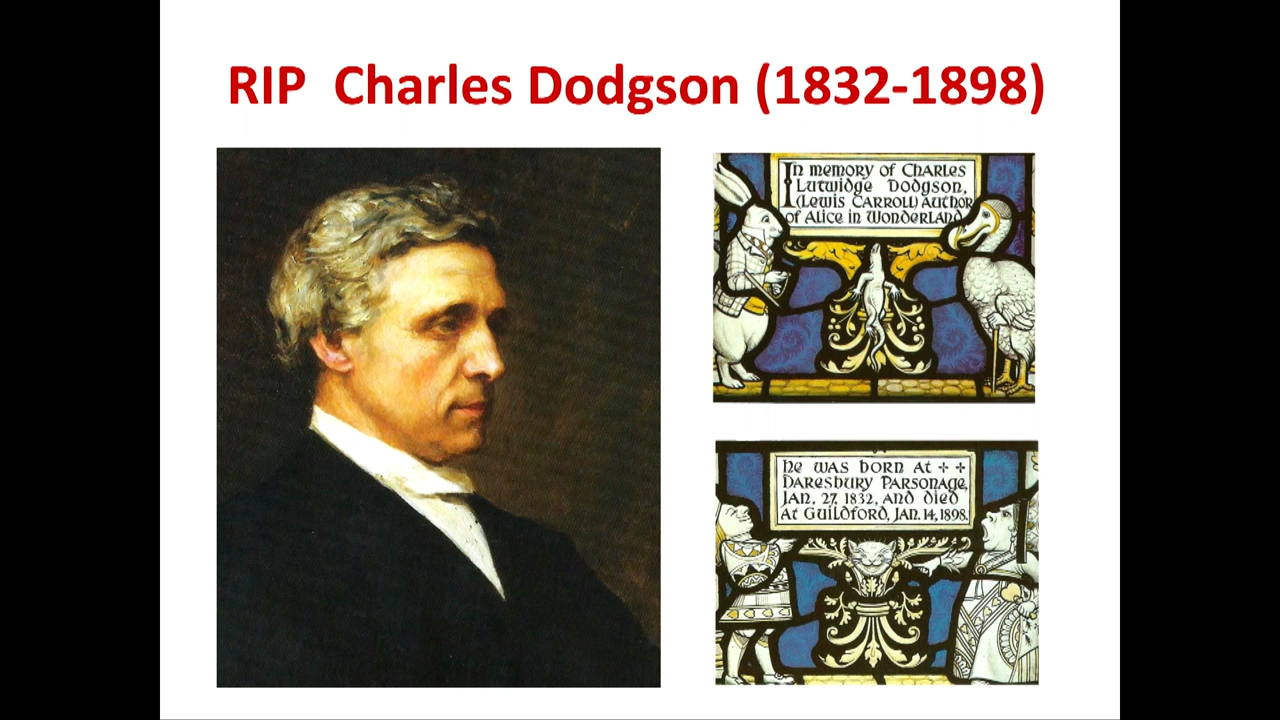 RIP Charles Dodgson (1832-1898)
In memory of Charles
Lutwidge Dodgson,
(Lewis Carroll) author
of Alice in Wonderland
He was born at ++
Daresbury Parsonage,
Jan. 27, 1832, and died
at Guildford, Jan. 14, 1898.